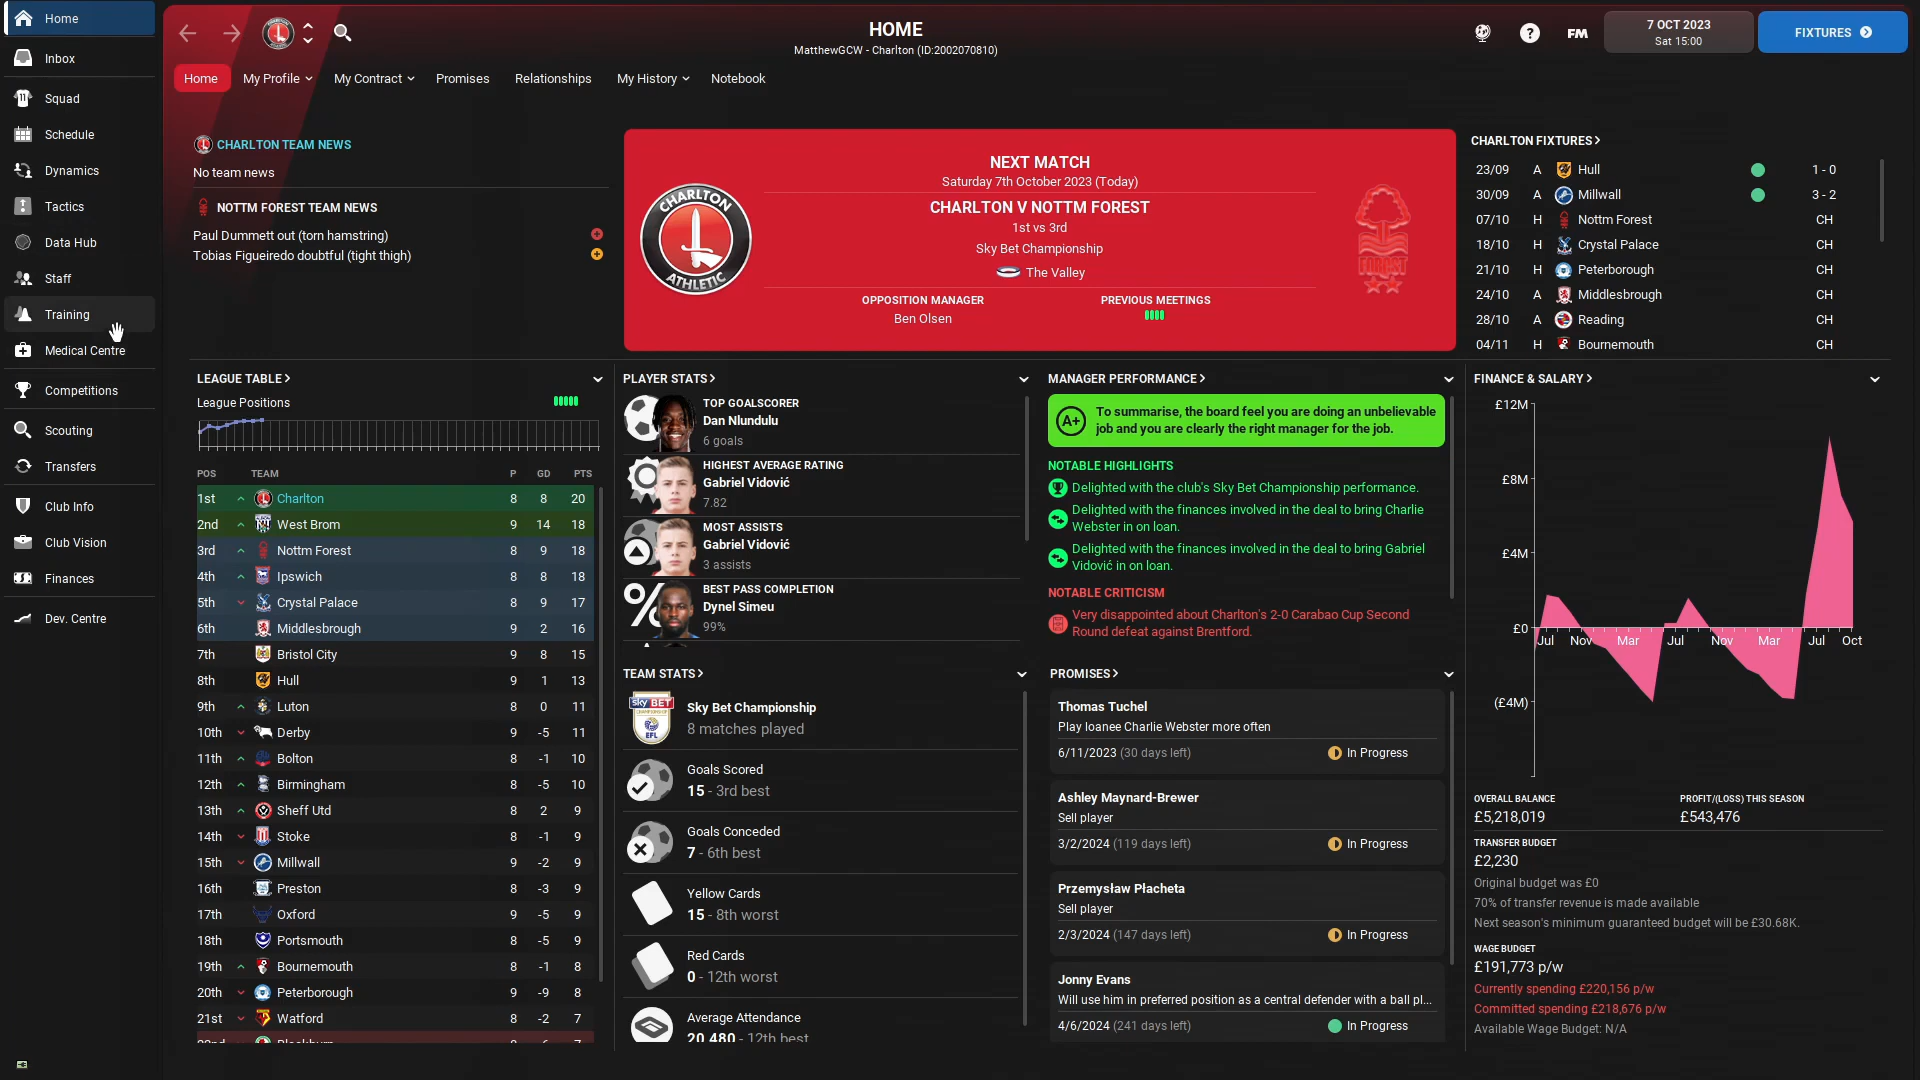 Home
Inbox
Squad
Schedule
Dynamics
Tactics
Data Hub
Staff
Training
Medical Centre
Competitions
Scouting
Transfers
Club Info
Club Vision
Finances
Dev. Centre
HOME
MatthewGCW - Charlton (ID:2002070810)
FM
7 OCT 2023
Sat 15:00
FIXTURES
Home
My Profile
My Contract
Promises
Relationships
My History
Notebook
CHARLTON TEAM NEWS
No team news
NOTTM FOREST TEAM NEWS
Paul Dummett out (torn hamstring)
Tobias Figueiredo doubtful (tight thigh)
CHARLTON
ATHLETIC
NEXT MATCH
Saturday 7th October 2023 (Today)
CHARLTON V NOTTM FOREST
1st vs 3rd
Sky Bet Championship
The Valley
OPPOSITION MANAGER
Ben Olsen
PREVIOUS MEETINGS
FOREST
CHARLTON FIXTURES
23/09 A Hull 1 - 0
30/09 A Millwall 3 - 2
07/10 H Nottm Forest CH
18/10 H Crystal Palace CH
21/10 H Peterborough CH
24/10 A Middlesbrough CH
28/10 A Reading CH
04/11 H Bournemouth CH
LEAGUE TABLE
League Positions
POS TEAM P GD PTS
1st Charlton 8 8 20
2nd West Brom 9 14 18
3rd Nottm Forest 8 9 18
4th Ipswich 8 8 18
5th Crystal Palace 8 9 17
6th Middlesbrough 9 2 16
7th Bristol City 9 8 15
8th Hull 9 1 13
9th Luton 8 0 11
10th Derby 9 -5 11
11th Bolton 8 -1 10
12th Birmingham 8 -5 10
13th Sheff Utd 8 2 9
14th Stoke 8 -1 9
15th Millwall 9 -2 9
16th Preston 8 -3 9
17th Oxford 9 -5 9
18th Portsmouth 8 -5 9
19th Bournemouth 8 -1 8
20th Peterborough 9 -9 8
21st Watford 8 -2 7
PLAYER STATS
TOP GOALSCORER
Dan Nlundulu
6 goals
HIGHEST AVERAGE RATING
Gabriel Vidović
7.82
MOST ASSISTS
Gabriel Vidović
3 assists
BEST PASS COMPLETION
Dynel Simeu
99%
TEAM STATS
sky BET
EFL
Sky Bet Championship
8 matches played
Goals Scored
15 - 3rd best
Goals Conceded
7 - 6th best
Yellow Cards
15 - 8th worst
Red Cards
0 - 12th worst
Average Attendance
20,480 - 12th best
MANAGER PERFORMANCE
A+
To summarise, the board feel you are doing an unbelievable
job and you are clearly the right manager for the job.
NOTABLE HIGHLIGHTS
Delighted with the club's Sky Bet Championship performance.
Delighted with the finances involved in the deal to bring Charlie
Webster in on loan.
Delighted with the finances involved in the deal to bring Gabriel
Vidović in on loan.
NOTABLE CRITICISM
Very disappointed about Charlton's 2-0 Carabao Cup Second
Round defeat against Brentford.
PROMISES
Thomas Tuchel
Play loanee Charlie Webster more often
6/11/2023 (30 days left) In Progress
Ashley Maynard-Brewer
Sell player
3/2/2024 (119 days left) In Progress
Przemysław Płacheta
Sell player
2/3/2024 (147 days left) In Progress
Jonny Evans
Will use him in preferred position as a central defender with a ball pl...
4/6/2024 (241 days left) In Progress
FINANCE & SALARY
£12M
£8M
£4M
£0
(£4M)
Jul Nov Mar Jul Nov Mar Jul Oct
OVERALL BALANCE
£5,218,019
PROFIT/(LOSS) THIS SEASON
£543,476
TRANSFER BUDGET
£2,230
Original budget was £0
70% of transfer revenue is made available
Next season's minimum guaranteed budget will be £30.68K.
WAGE BUDGET
£191,773 p/w
Currently spending £220,156 p/w
Committed spending £218,676 p/w
Available Wage Budget: N/A